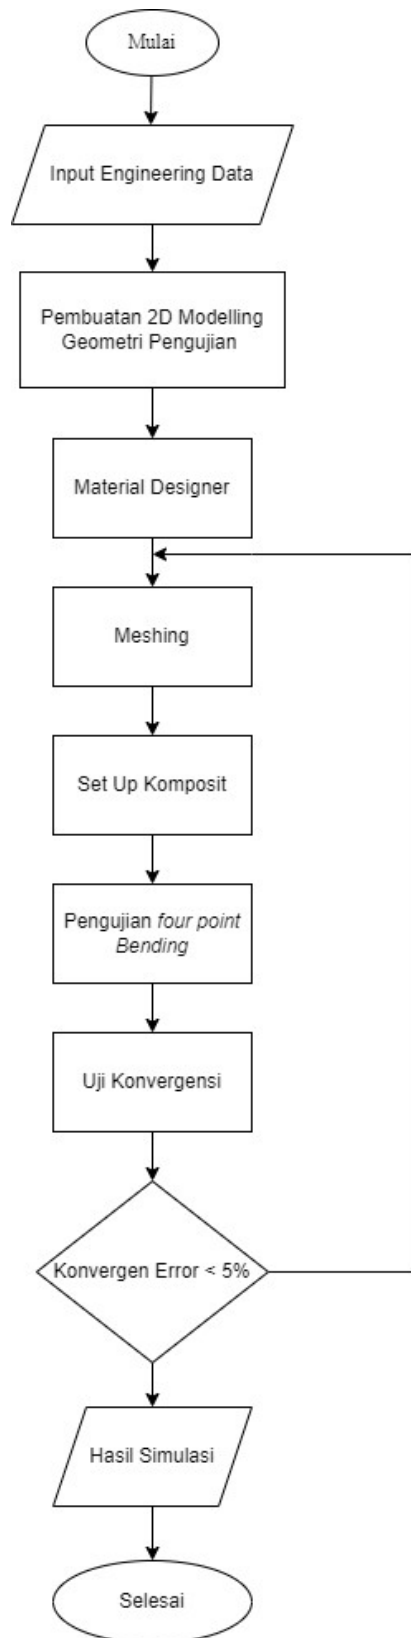 Mulai
Input Engineering Data
Pembuatan 2D Modelling
Geometri Pengujian
Material Designer
Meshing
Set Up Komposit
Pengujian four point
Bending
Uji Konvergensi
Konvergen Error < 5%
Hasil Simulasi
Selesai